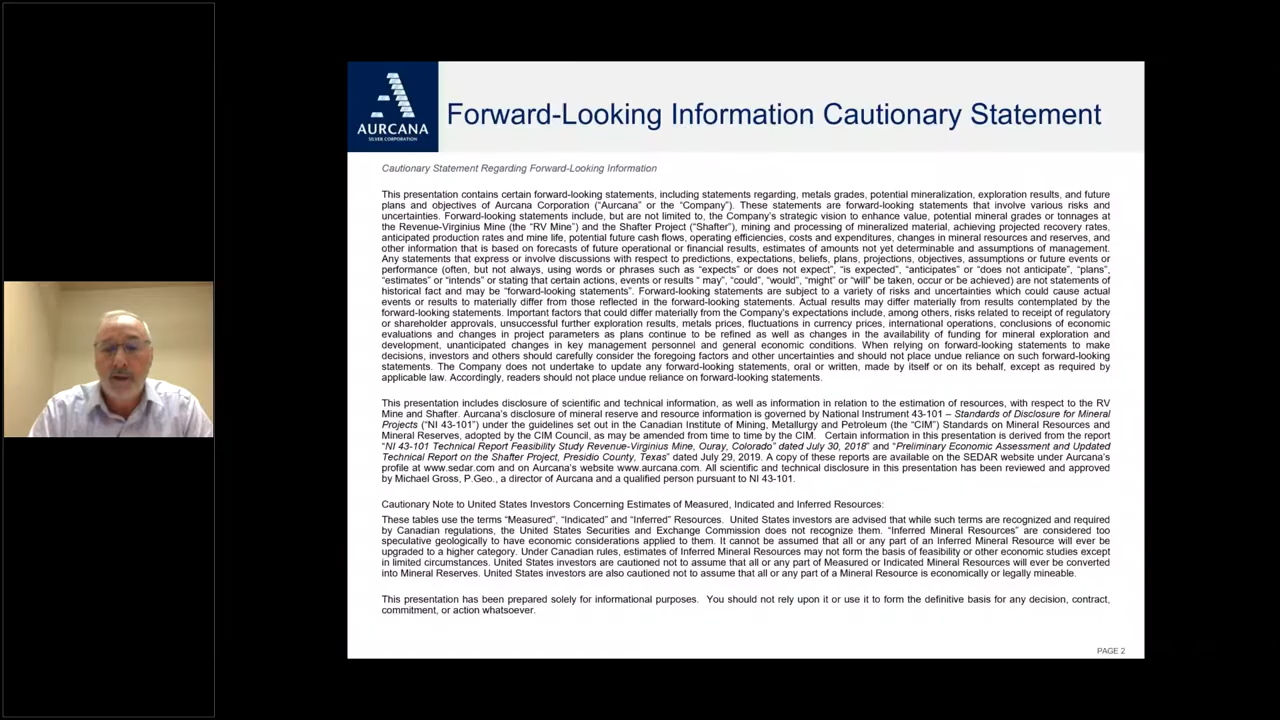 AURCANA
SILVER CORPORATION
Forward-Looking Information Cautionary Statement
Cautionary Statement Regarding Forward-Looking Information
This presentation contains certain forward-looking statements, including statements regarding, metals grades, potential mineralization, exploration results, and future
plans and objectives of Aurcana Corporation (“Aurcana” or the “Company”). These statements are forward-looking statements that involve various risks and
uncertainties. Forward-looking statements include, but are not limited to, the Company’s strategic vision to enhance value, potential mineral grades or tonnages at
the Revenue-Virginius Mine (the “RV Mine”) and the Shafter Project (“Shafter”), mining and processing of mineralized material, achieving projected recovery rates,
anticipated production rates and mine life, potential future cash flows, operating efficiencies, costs and expenditures, changes in mineral resources and reserves, and
other information that is based on forecasts of future operational or financial results, estimates of amounts not yet determinable and assumptions of management.
Any statements that express or involve discussions with respect to predictions, expectations, beliefs, plans, projections, objectives, assumptions or future events or
performance (often, but not always, using words or phrases such as “expects” or does not expect”, “is expected”, “anticipates” or “does not anticipate”, “plans”,
“estimates” or “intends” or stating that certain actions, events or results “ may”, “could”, “would”, “might” or “will” be taken, occur or be achieved) are not statements of
historical fact and may be “forward-looking statements”. Forward-looking statements are subject to a variety of risks and uncertainties which could cause actual
events or results to materially differ from those reflected in the forward-looking statements. Actual results may differ materially from results contemplated by the
forward-looking statements. Important factors that could differ materially from the Company’s expectations include, among others, risks related to receipt of regulatory
or shareholder approvals, unsuccessful further exploration results, metals prices, fluctuations in currency prices, international operations, conclusions of economic
evaluations and changes in project parameters as plans continue to be refined as well as changes in the availability of funding for mineral exploration and
development, unanticipated changes in key management personnel and general economic conditions. When relying on forward-looking statements to make
decisions, investors and others should carefully consider the foregoing factors and other uncertainties and should not place undue reliance on such forward-looking
statements. The Company does not undertake to update any forward-looking statements, oral or written, made by itself or on its behalf, except as required by
applicable law. Accordingly, readers should not place undue reliance on forward-looking statements.
This presentation includes disclosure of scientific and technical information, as well as information in relation to the estimation of resources, with respect to the RV
Mine and Shafter. Aurcana’s disclosure of mineral reserve and resource information is governed by National Instrument 43-101 – Standards of Disclosure for Mineral
Projects (“NI 43-101”) under the guidelines set out in the Canadian Institute of Mining, Metallurgy and Petroleum (the “CIM”) Standards on Mineral Resources and
Mineral Reserves, adopted by the CIM Council, as may be amended from time to time by the CIM. Certain information in this presentation is derived from the report
“NI 43-101 Technical Report Feasibility Study Revenue-Virginius Mine, Ouray, Colorado” dated July 30, 2018” and “Preliminary Economic Assessment and Updated
Technical Report on the Shafter Project, Presidio County, Texas” dated July 29, 2019. A copy of these reports are available on the SEDAR website under Aurcana’s
profile at www.sedar.com and on Aurcana’s website www.aurcana.com. All scientific and technical disclosure in this presentation has been reviewed and approved
by Michael Gross, P.Geo., a director of Aurcana and a qualified person pursuant to NI 43-101.
Cautionary Note to United States Investors Concerning Estimates of Measured, Indicated and Inferred Resources:
These tables use the terms “Measured”, “Indicated” and “Inferred” Resources. United States investors are advised that while such terms are recognized and required
by Canadian regulations, the United States Securities and Exchange Commission does not recognize them. “Inferred Mineral Resources” are considered too
speculative geologically to have economic considerations applied to them. It cannot be assumed that all or any part of an Inferred Mineral Resource will ever be
upgraded to a higher category. Under Canadian rules, estimates of Inferred Mineral Resources may not form the basis of feasibility or other economic studies except
in limited circumstances. United States investors are cautioned not to assume that all or any part of Measured or Indicated Mineral Resources will ever be converted
into Mineral Reserves. United States investors are also cautioned not to assume that all or any part of a Mineral Resource is economically or legally mineable.
This presentation has been prepared solely for informational purposes. You should not rely upon it or use it to form the definitive basis for any decision, contract,
commitment, or action whatsoever.
PAGE 2